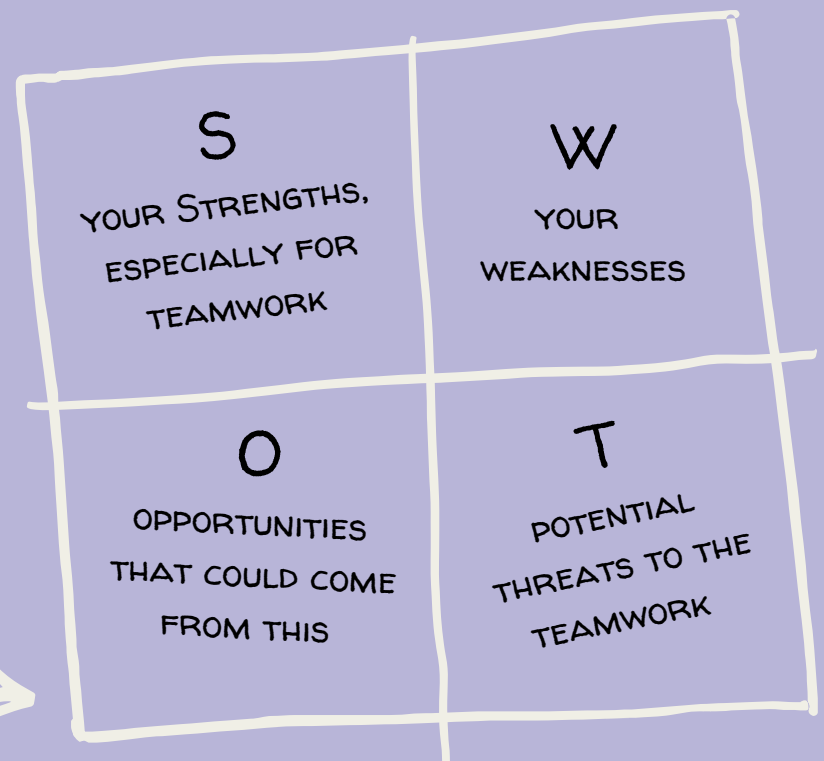 S
YOUR STRENGTHS,
ESPECIALLY FOR
TEAMWORK
W
YOUR
WEAKNESSES
O
OPPORTUNITIES
THAT COULD COME
FROM THIS
T
POTENTIAL
THREATS TO THE
TEAMWORK